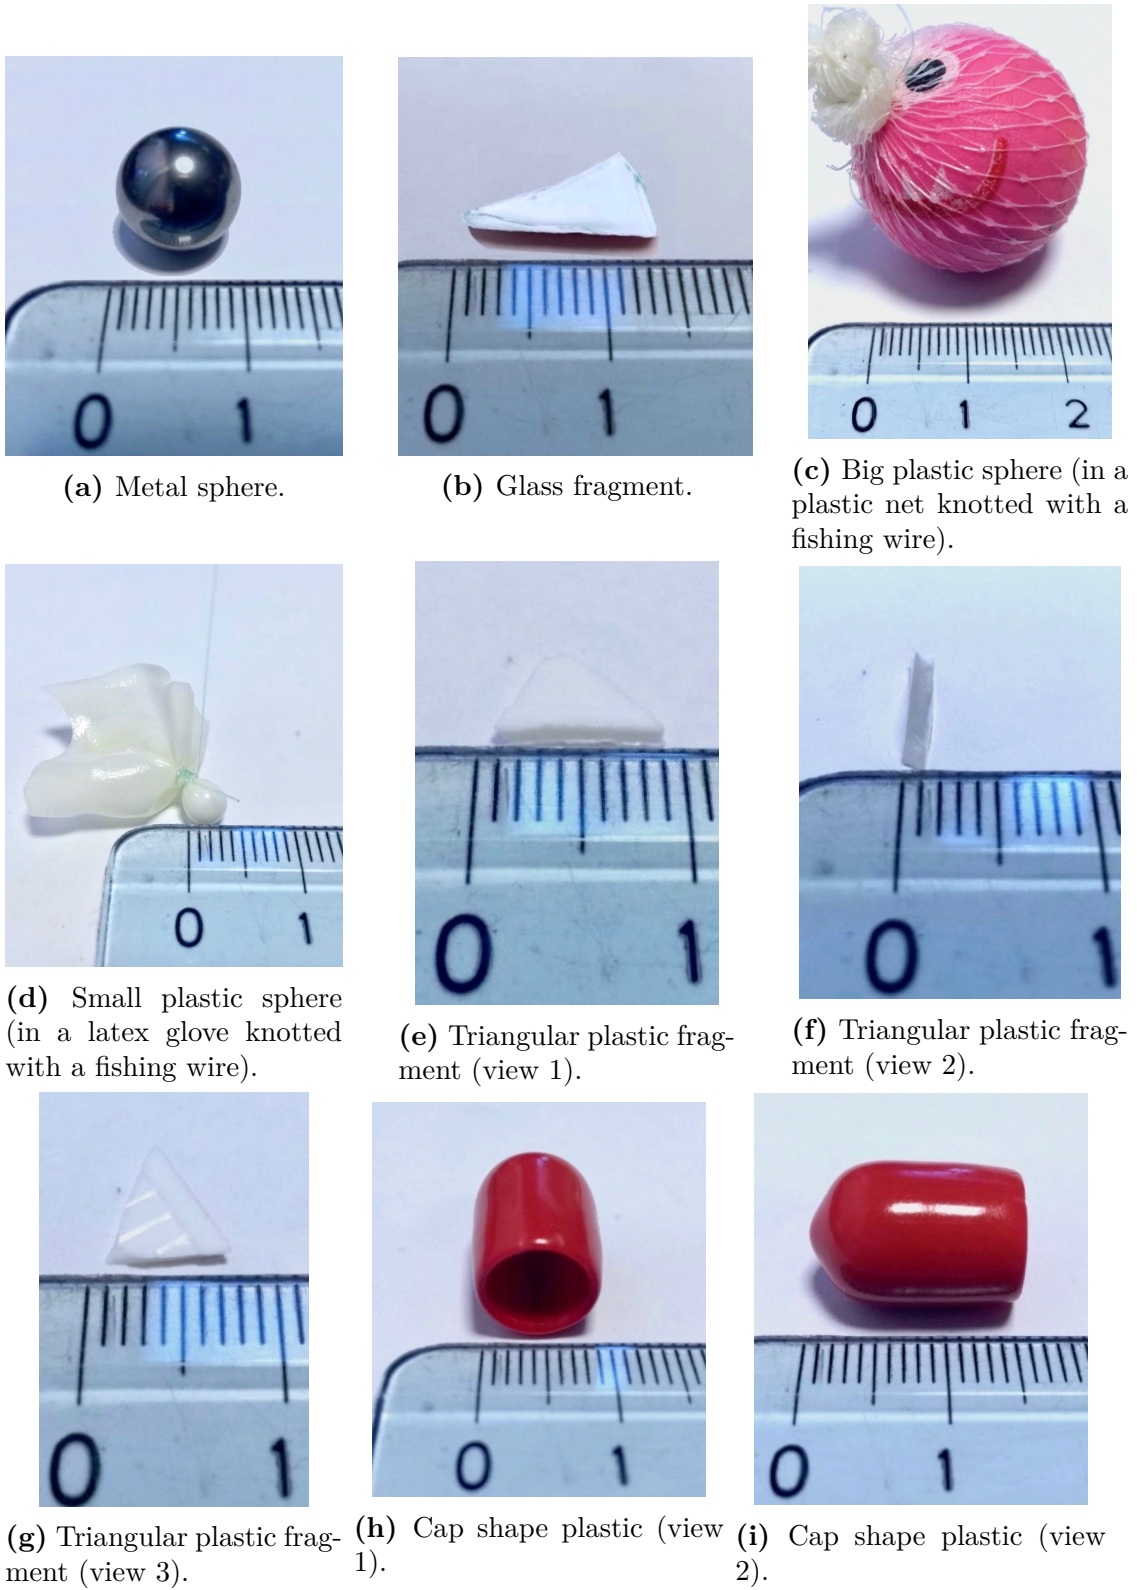 0 1
0 1
0 1 2
(a) Metal sphere.
(b) Glass fragment.
(c) Big plastic sphere (in a
plastic net knotted with a
fishing wire).
0 1
0 1
0 1
(d) Small plastic sphere
(in a latex glove knotted
with a fishing wire).
(e) Triangular plastic frag-
ment (view 1).
(f) Triangular plastic frag-
ment (view 2).
0 1
0 1
0 1
(g) Triangular plastic frag-
ment (view 3).
(h) Cap shape plastic (view
1).
(i) Cap shape plastic (view
2).